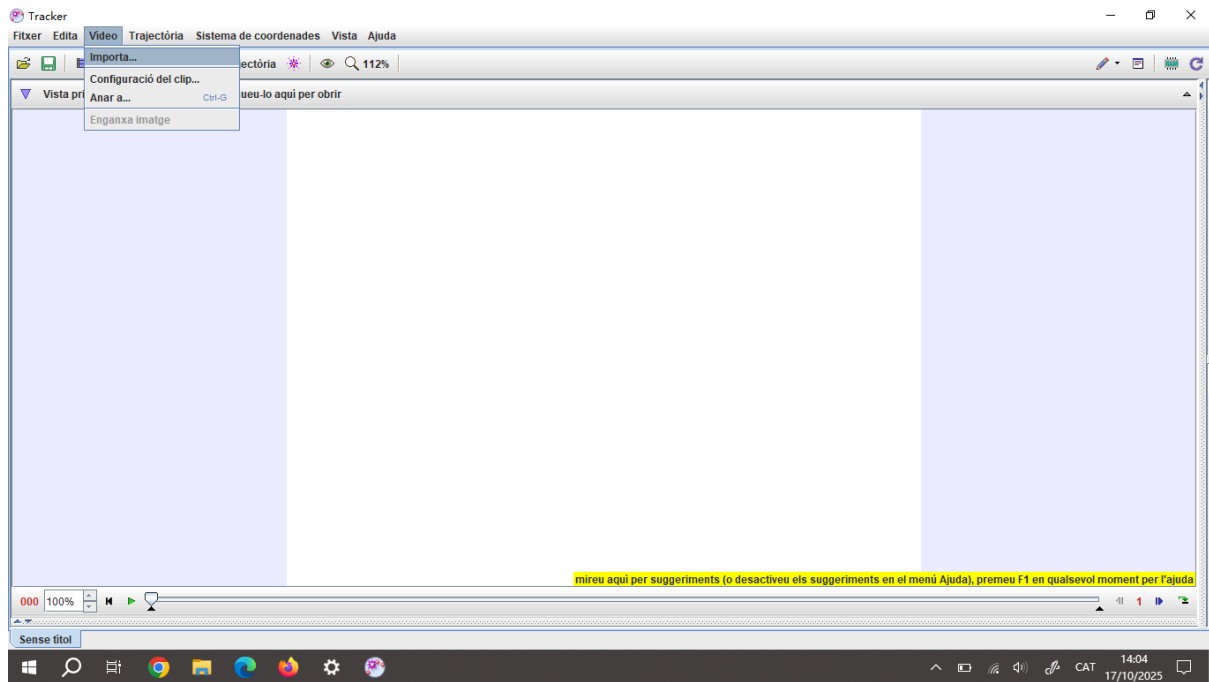 Tracker
Fitxer Edita Vídeo Trajectória Sistema de coordenades Vista Ajuda
Importa...
ectória 112%
Configuració del clip...
Vista pri ueu-lo aquí per obrir
Anar a... Ctrl-G
Enganxa imatge
mireu aquí per suggeriments (o desactiveu els suggeriments en el menú Ajuda), premeu F1 en qualsevol moment per l'ajuda
000 100% 1
Sense títol
CAT 14:04
17/10/2025